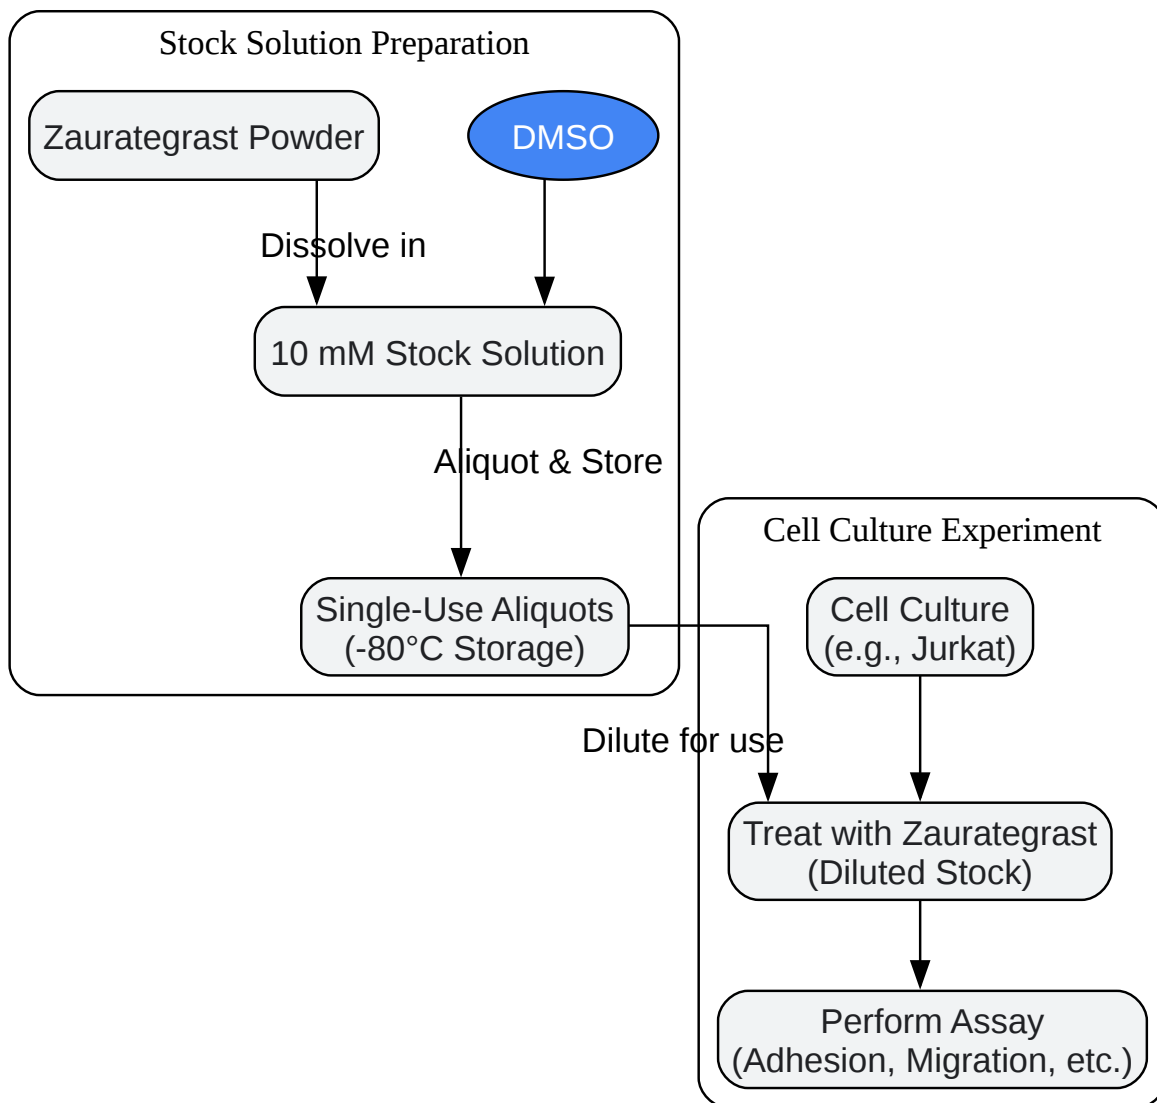 Stock Solution Preparation
Zaurategrast Powder
DMSO
Dissolve in
10 mM Stock Solution
Aliquot & Store
Single-Use Aliquots
(-80°C Storage)
Cell Culture Experiment
Cell Culture
(e.g., Jurkat)
Dilute for use
Treat with Zaurategrast
(Diluted Stock)
Perform Assay
(Adhesion, Migration, etc.)